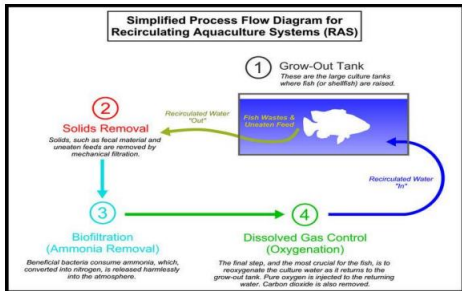 Simplified Process Flow Diagram for
Recirculating Aquaculture Systems (RAS)
1
Grow-Out Tank
These are the large culture tanks
where fish (or shellfish) are raised.
Fish Wastes &
Uneaten Feed
Recirculated Water
"Out"
2
Solids Removal
Solids, such as fecal material and
uneaten feeds are removed by
mechanical filtration.
Recirculated Water
"In"
3
Biofiltration
(Ammonia Removal)
Beneficial bacteria consume ammonia, which,
converted into nitrogen, is released harmlessly
into the atmosphere.
4
Dissolved Gas Control
(Oxygenation)
The final step, and the most crucial for the fish, is to
reoxygenate the culture water as it returns to the
grow-out tank. Pure oxygen is injected to the returning
water. Carbon dioxide is also removed.